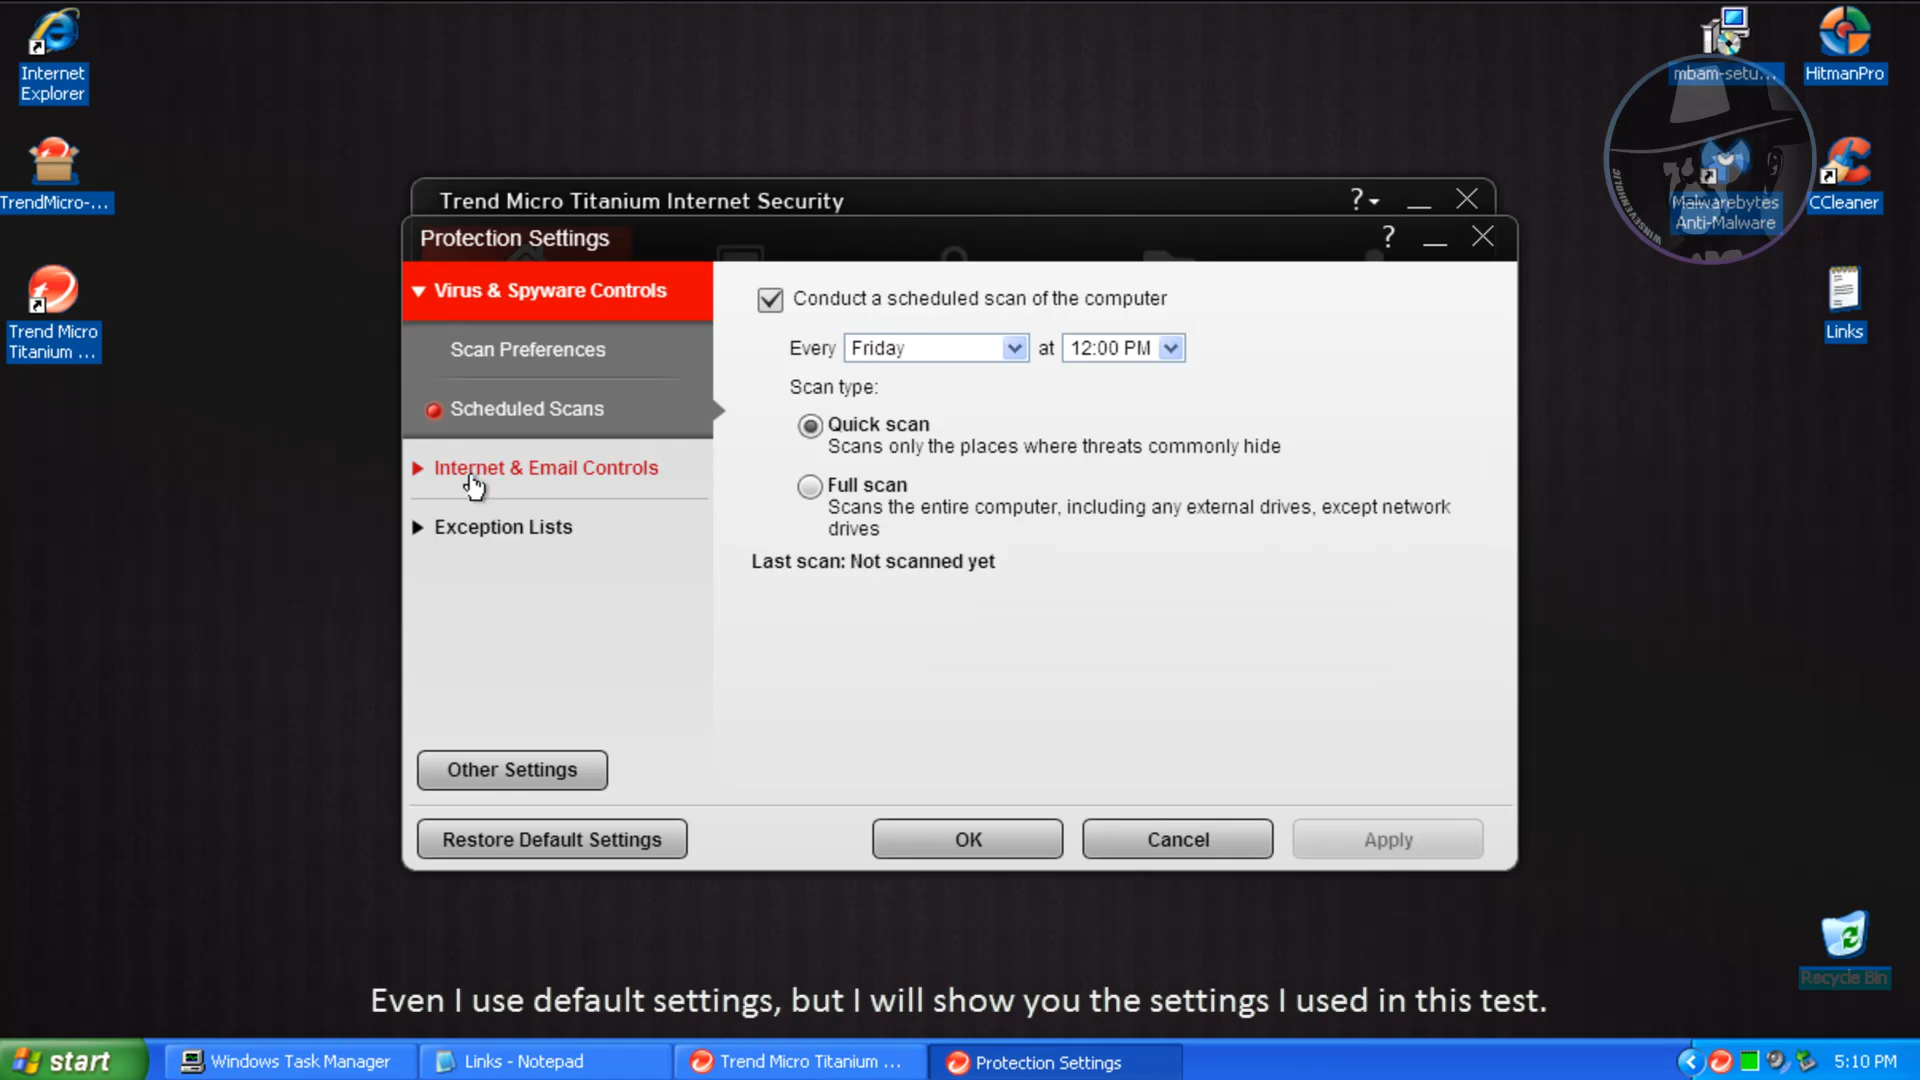 Internet
Explorer
TrendMicro-...
Trend Micro
Titanium ...
mbam-setu...
HitmanPro
Malwarebytes
Anti-Malware
CCleaner
Links
Recycle Bin
WINSEVENHOLIC
Trend Micro Titanium Internet Security
?
Protection Settings
?
Virus & Spyware Controls
Scan Preferences
Scheduled Scans
Internet & Email Controls
Exception Lists
Conduct a scheduled scan of the computer
Every Friday at 12:00 PM
Scan type:
Quick scan
Scans only the places where threats commonly hide
Full scan
Scans the entire computer, including any external drives, except network
drives
Last scan: Not scanned yet
Other Settings
Restore Default Settings
OK
Cancel
Apply
Even I use default settings, but I will show you the settings I used in this test.
start
Windows Task Manager
Links - Notepad
Trend Micro Titanium ...
Protection Settings
5:10 PM